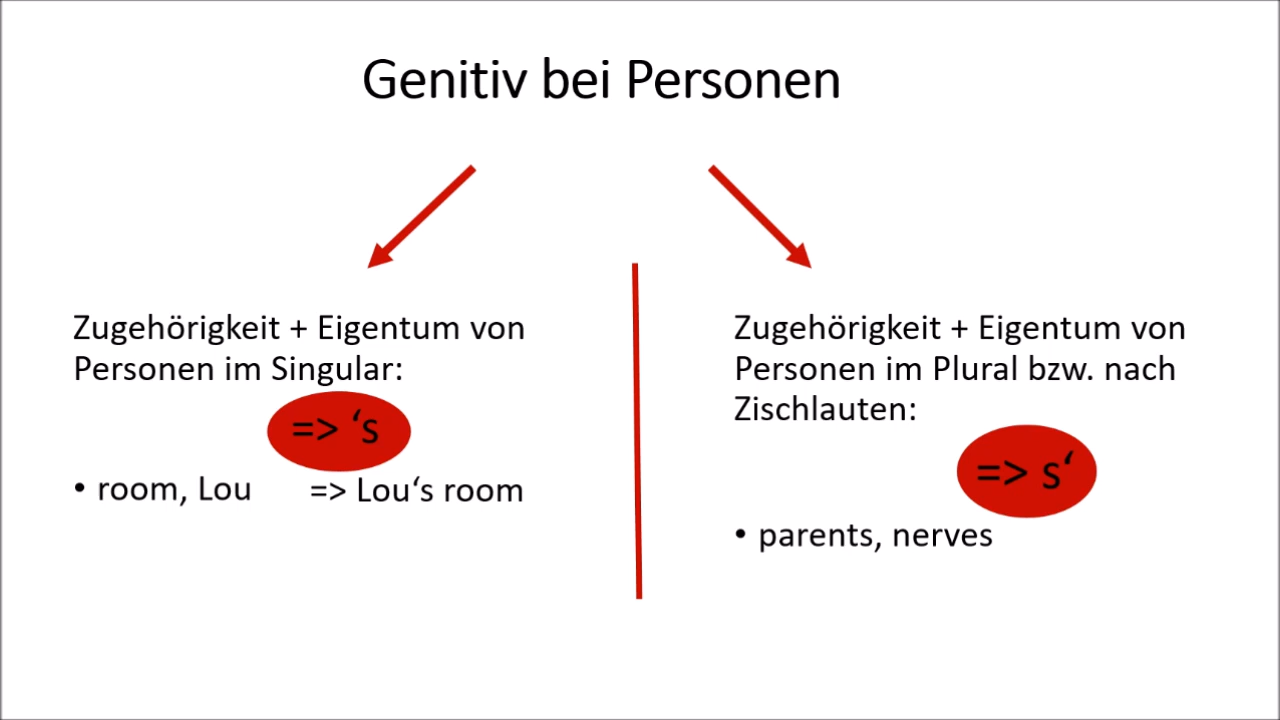 Genitiv bei Personen
Zugehörigkeit + Eigentum von
Personen im Singular:
=> ‘s
• room, Lou => Lou‘s room
Zugehörigkeit + Eigentum von
Personen im Plural bzw. nach
Zischlauten:
=> s‘
• parents, nerves